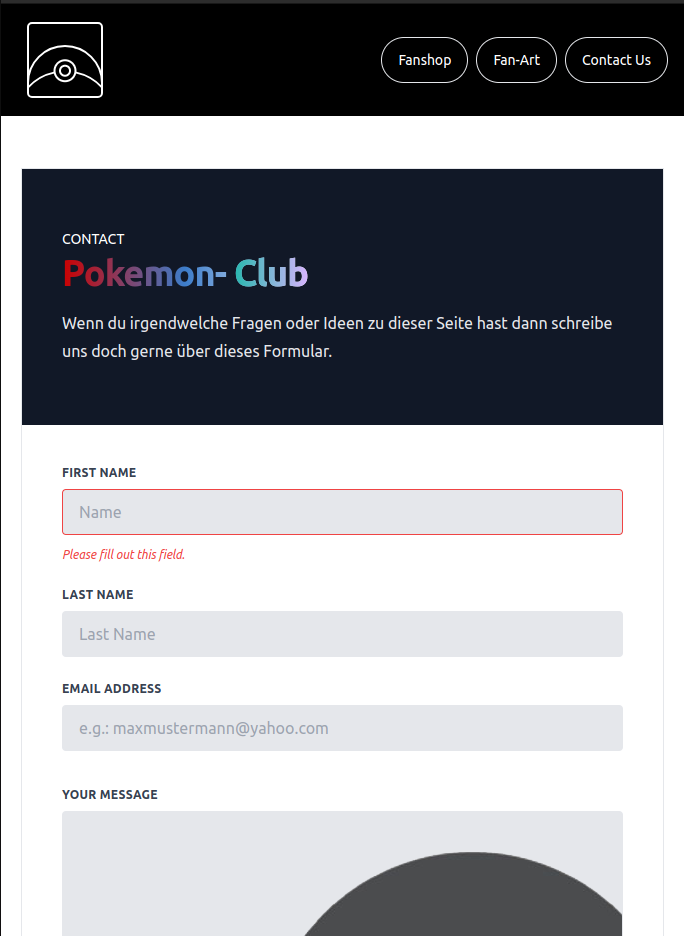 Fanshop Fan-Art Contact Us
CONTACT
Pokemon- Club
Wenn du irgendwelche Fragen oder Ideen zu dieser Seite hast dann schreibe
uns doch gerne über dieses Formular.
FIRST NAME
Name
Please fill out this field.
LAST NAME
Last Name
EMAIL ADDRESS
e.g.: maxmustermann@yahoo.com
YOUR MESSAGE